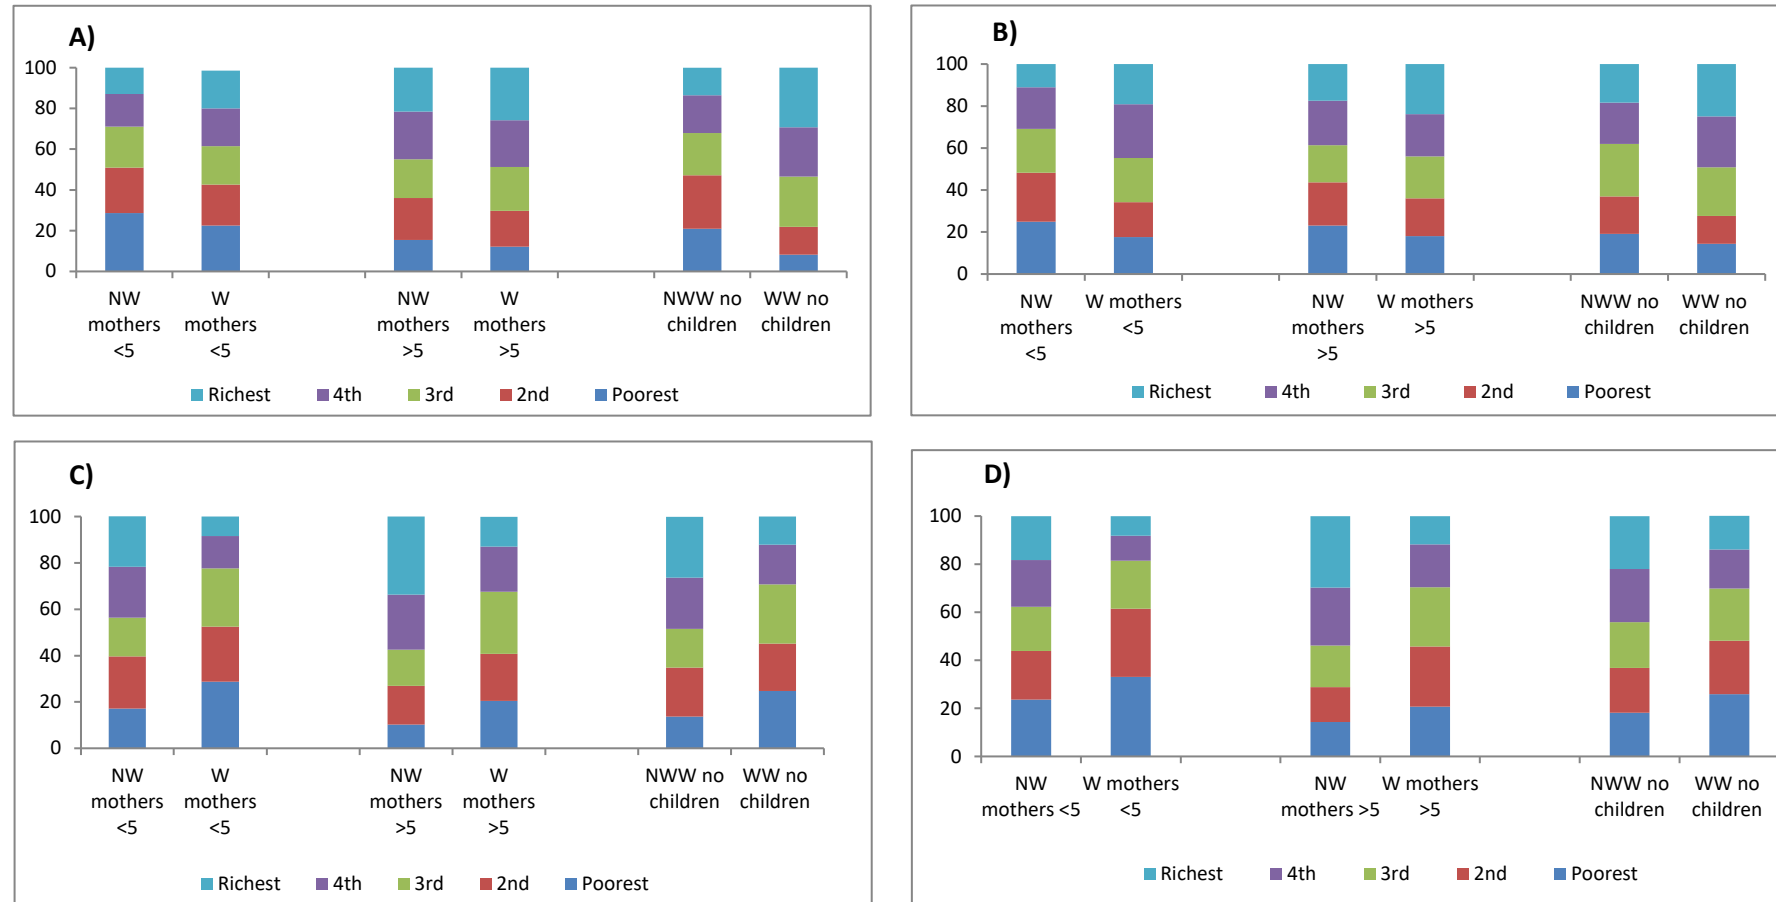 A)
100
80
60
40
20
0
NW mothers <5
W mothers <5
NW mothers >5
W mothers >5
NWW no children
WW no children
Richest 4th 3rd 2nd Poorest
B)
100
80
60
40
20
0
NW mothers <5
W mothers <5
NW mothers >5
W mothers >5
NWW no children
WW no children
Richest 4th 3rd 2nd Poorest
C)
100
80
60
40
20
0
NW mothers <5
W mothers <5
NW mothers >5
W mothers >5
NWW no children
WW no children
Richest 4th 3rd 2nd Poorest
D)
100
80
60
40
20
0
NW mothers <5
W mothers <5
NW mothers >5
W mothers >5
NWW no children
WW no children
Richest 4th 3rd 2nd Poorest